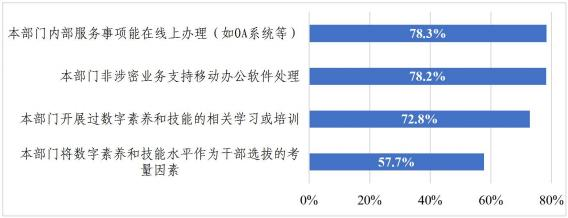 本部门内部服务事项能在线上办理（如OA系统等）
78.3%
本部门非涉密业务支持移动办公软件处理
78.2%
本部门开展过数字素养和技能的相关学习或培训
72.8%
本部门将数字素养和技能水平作为干部选拔的考
量因素
57.7%
0% 20% 40% 60% 80%